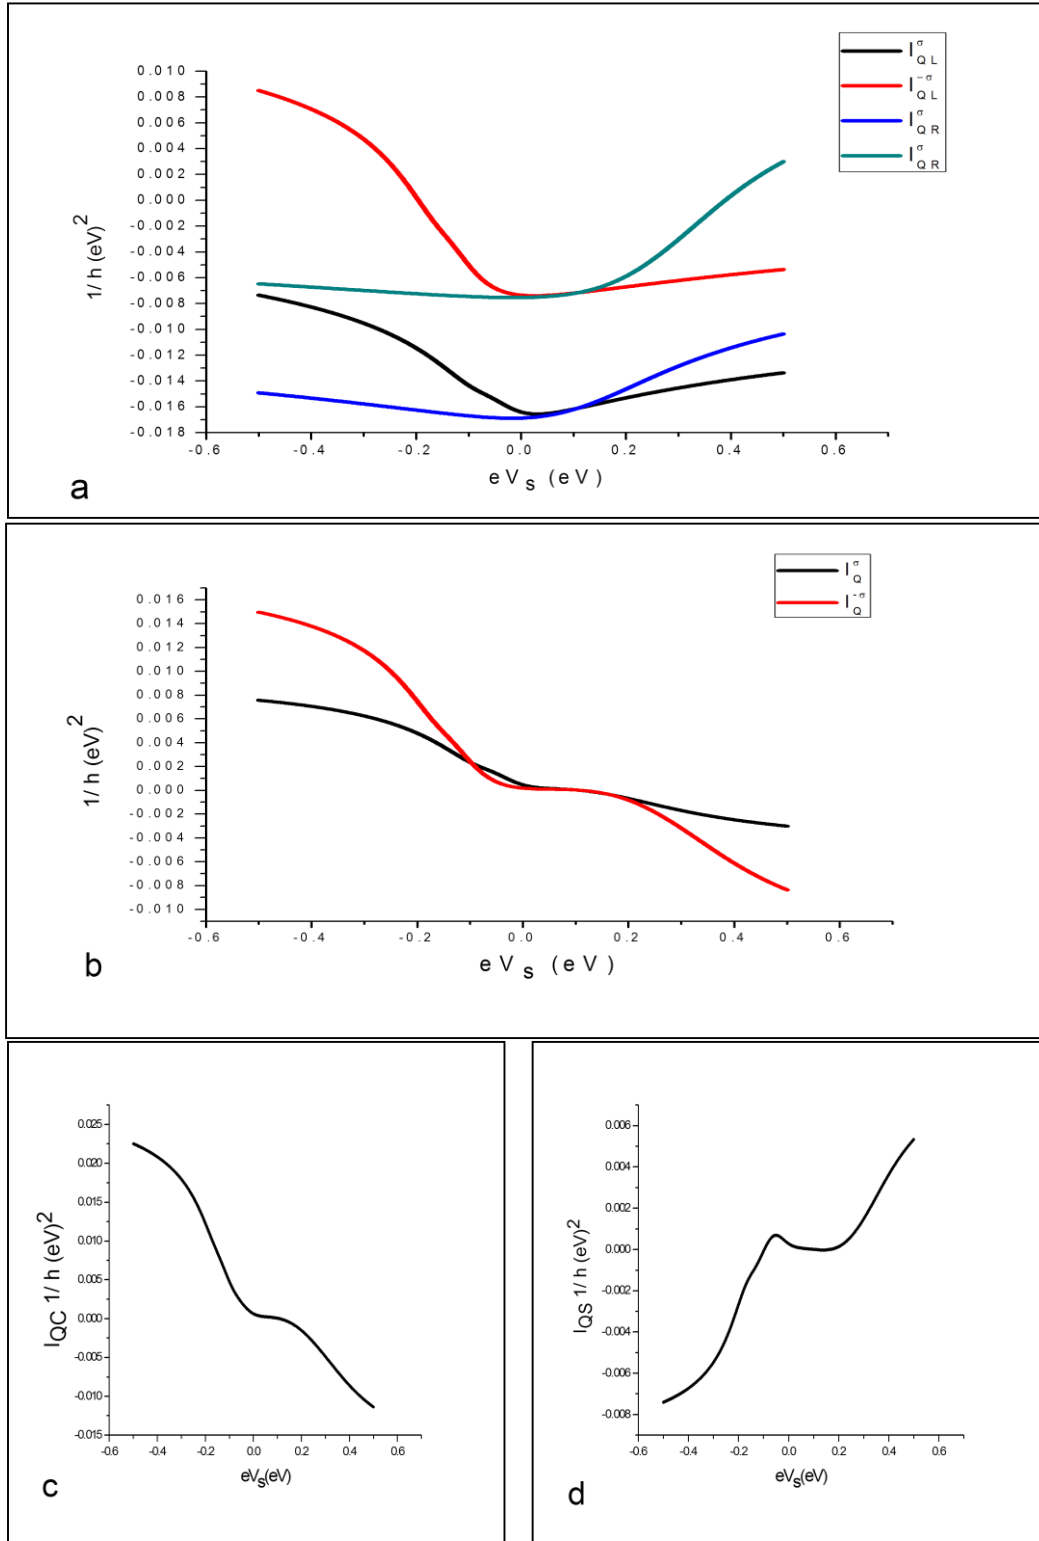 I σ Q L
I -σ Q L
I σ Q R
I σ Q R
0.010
0.008
0.006
0.004
0.002
0.000
-0.002
-0.004
-0.006
-0.008
-0.010
-0.012
-0.014
-0.016
-0.018
1/ h (eV)²
-0.6 -0.4 -0.2 0.0 0.2 0.4 0.6
eVs (eV)
a
I σ Q
I -σ Q
0.016
0.014
0.012
0.010
0.008
0.006
0.004
0.002
0.000
-0.002
-0.004
-0.006
-0.008
-0.010
1/ h (eV)²
-0.6 -0.4 -0.2 0.0 0.2 0.4 0.6
eVs (eV)
b
0.025
0.020
0.015
0.010
0.005
0.000
-0.005
-0.010
-0.015
IQC 1/ h (eV)²
-0.6 -0.4 -0.2 0.0 0.2 0.4 0.6
eVs(eV)
c
0.006
0.004
0.002
0.000
-0.002
-0.004
-0.006
-0.008
IQS 1/ h (eV)²
-0.6 -0.4 -0.2 0.0 0.2 0.4 0.6
eVs(eV)
d